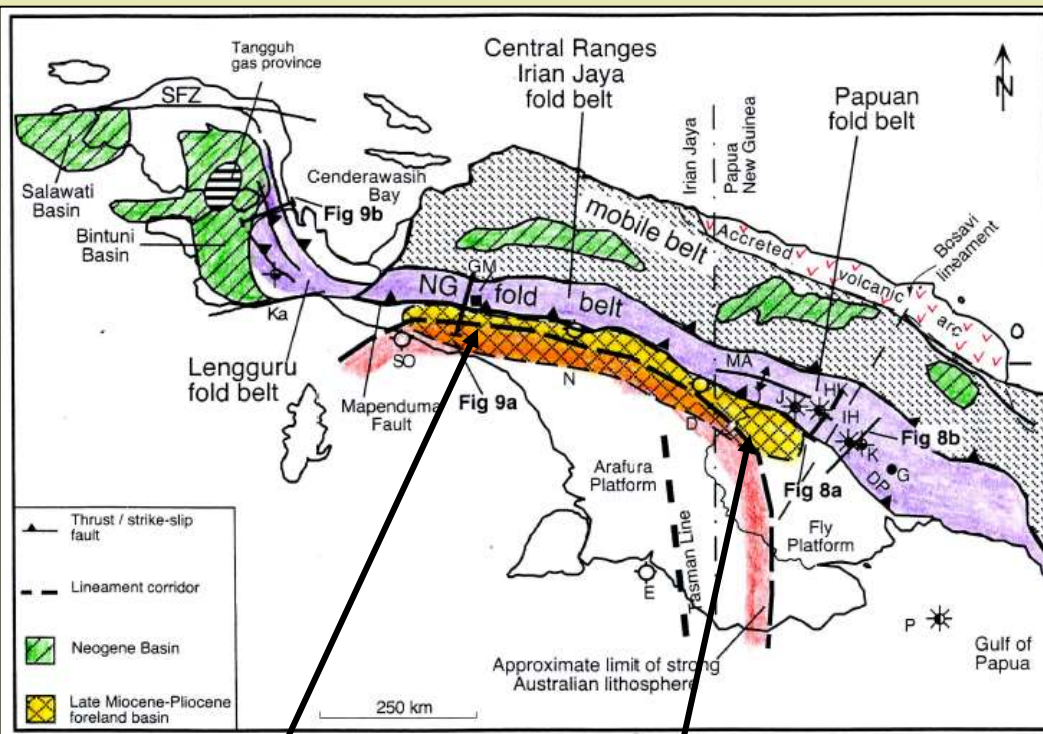 Tangguh
gas province
SFZ
Central Ranges
Irian Jaya
fold belt
Papuan
fold belt
N
Irian Jaya
Papua
New Guinea
Salawati
Basin
Cenderawasih
Bay
Fig 9b
Bintuni
Basin
mobile belt
Accreted volcanic arc
Bosavi
lineament
GM
NG fold belt
Ka
Lengguru
fold belt
SO
Mapenduma
Fault
Fig 9a
N
D
MA
J
HK
IH
K
Fig 8b
G
DP
Fig 8a
Arafura
Platform
Tasman Line
Fly
Platform
E
P
Gulf of
Papua
Approximate limit of strong
Australian lithosphere
250 km
Thrust / strike-slip
fault
Lineament corridor
Neogene Basin
Late Miocene-Pliocene
foreland basin